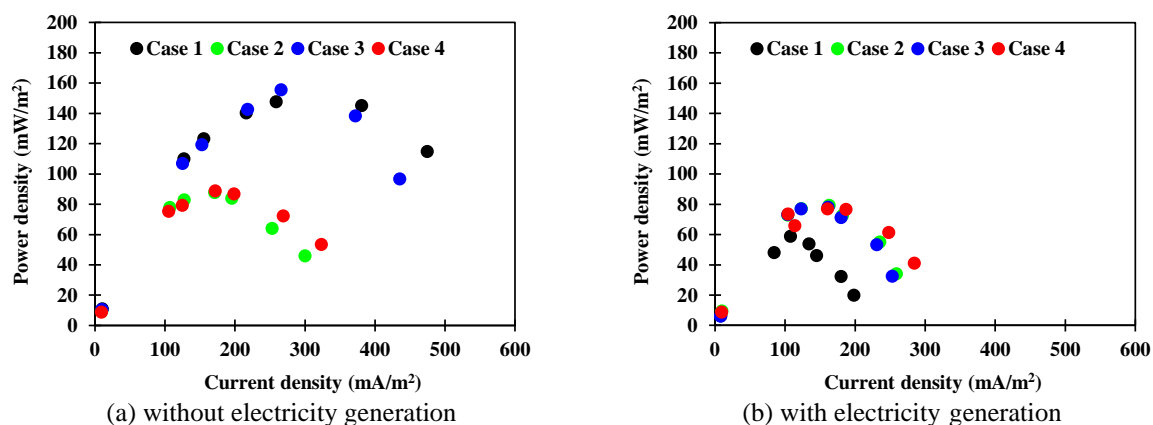 200
180
160
140
120
100
80
60
40
20
0
Power density (mW/m²)
Case 1 Case 2 Case 3 Case 4
0 100 200 300 400 500 600
Current density (mA/m²)
(a) without electricity generation
200
180
160
140
120
100
80
60
40
20
0
Power density (mW/m²)
Case 1 Case 2 Case 3 Case 4
0 100 200 300 400 500 600
Current density (mA/m²)
(b) with electricity generation